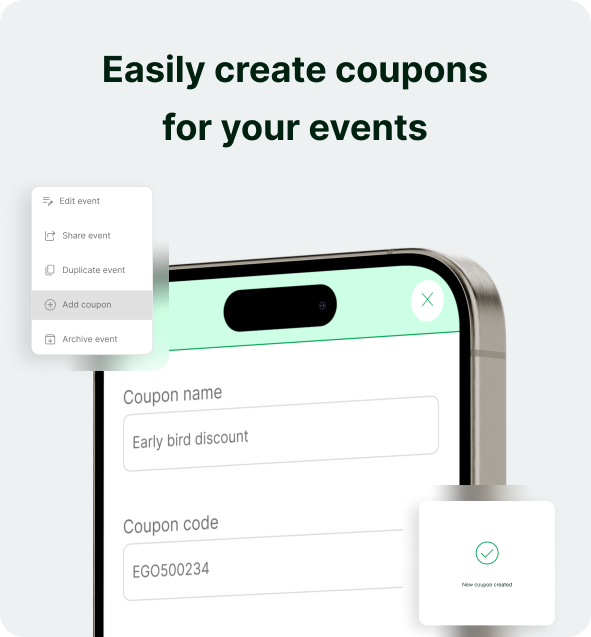 Easily create coupons
for your events
Edit event
Share event
Duplicate event
Add coupon
Archive event
Coupon name
Early bird discount
Coupon code
EGO500234
New coupon created